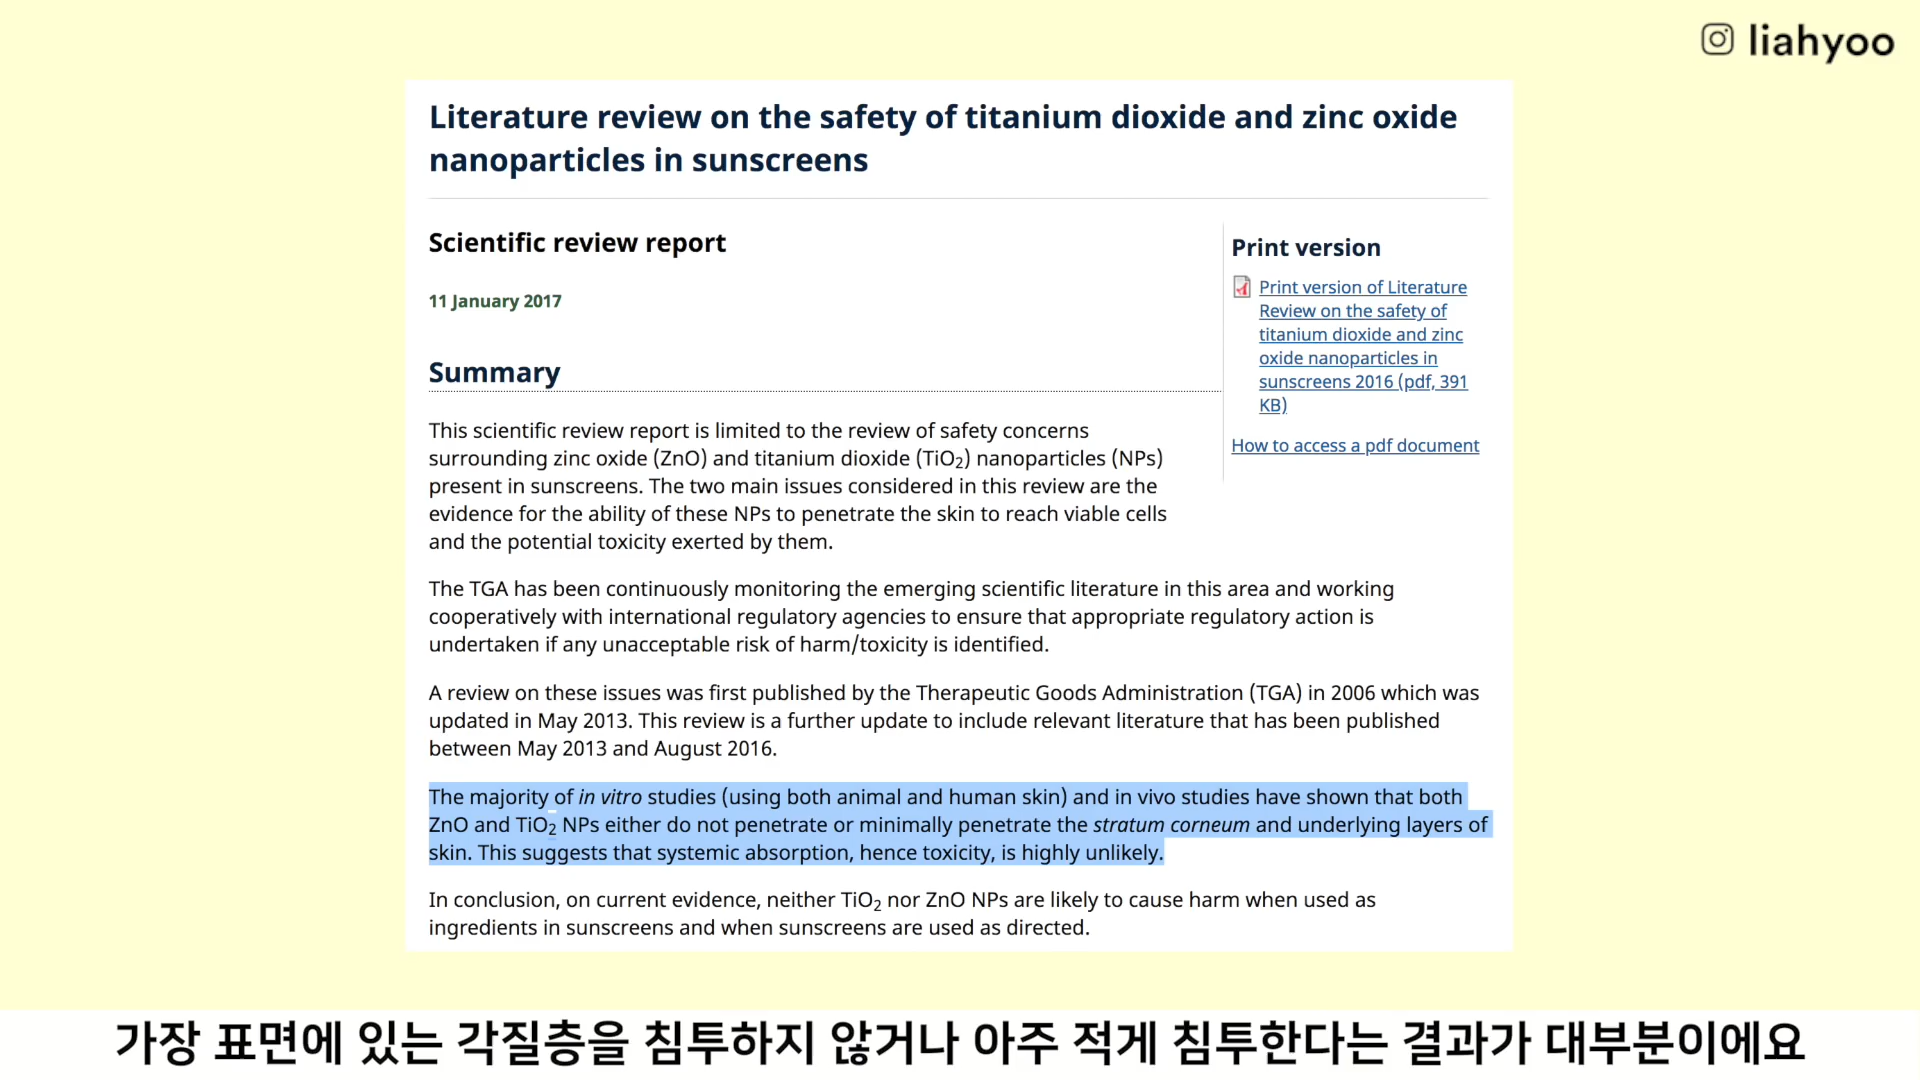 liahyoo
Literature review on the safety of titanium dioxide and zinc oxide
nanoparticles in sunscreens
Scientific review report
11 January 2017
Print version
Print version of Literature
Review on the safety of
titanium dioxide and zinc
oxide nanoparticles in
sunscreens 2016 (pdf, 391
KB)
How to access a pdf document
Summary
This scientific review report is limited to the review of safety concerns
surrounding zinc oxide (ZnO) and titanium dioxide (TiO₂) nanoparticles (NPs)
present in sunscreens. The two main issues considered in this review are the
evidence for the ability of these NPs to penetrate the skin to reach viable cells
and the potential toxicity exerted by them.
The TGA has been continuously monitoring the emerging scientific literature in this area and working
cooperatively with international regulatory agencies to ensure that appropriate regulatory action is
undertaken if any unacceptable risk of harm/toxicity is identified.
A review on these issues was first published by the Therapeutic Goods Administration (TGA) in 2006 which was
updated in May 2013. This review is a further update to include relevant literature that has been published
between May 2013 and August 2016.
The majority of in vitro studies (using both animal and human skin) and in vivo studies have shown that both
ZnO and TiO₂ NPs either do not penetrate or minimally penetrate the stratum corneum and underlying layers of
skin. This suggests that systemic absorption, hence toxicity, is highly unlikely.
In conclusion, on current evidence, neither TiO₂ nor ZnO NPs are likely to cause harm when used as
ingredients in sunscreens and when sunscreens are used as directed.
가장 표면에 있는 각질층을 침투하지 않거나 아주 적게 침투한다는 결과가 대부분이에요